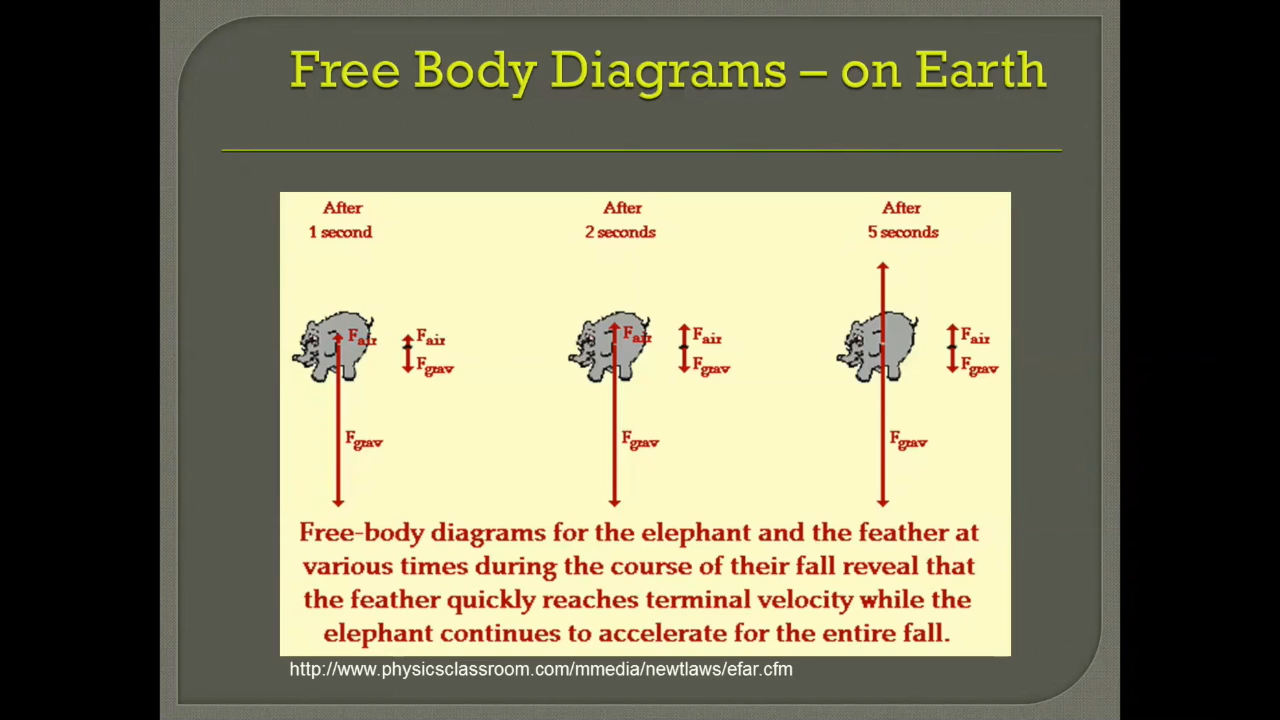 Free Body Diagrams – on Earth
After
1 second
After
2 seconds
After
5 seconds
Fair
Fair
Fgrav
Fgrav
Fair
Fair
Fgrav
Fgrav
Fair
Fgrav
Fgrav
Free-body diagrams for the elephant and the feather at
various times during the course of their fall reveal that
the feather quickly reaches terminal velocity while the
elephant continues to accelerate for the entire fall.
http://www.physicsclassroom.com/mmedia/newtlaws/efar.cfm